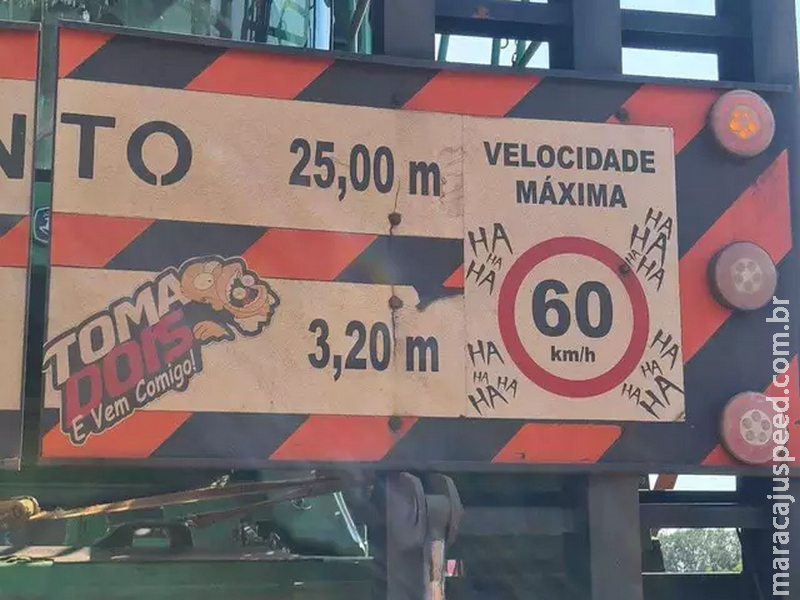 NTO
25,00 m
3,20 m
TOMA
DOIS
E Vem Comigo!
VELOCIDADE
MÁXIMA
HA HA HA
HA HA HA HA
60
km/h
HA HA HA HA
HA HA HA HA
maracajuspeed.com.br